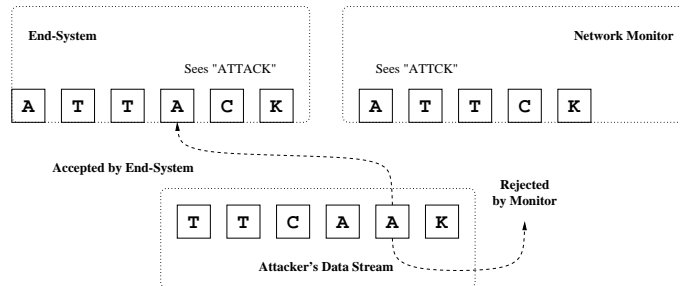 End-System
Network Monitor
Sees "ATTACK"
Sees "ATTCK"
A T T A C K
A T T C K
Accepted by End-System
Rejected
by Monitor
T T C A A K
Attacker's Data Stream